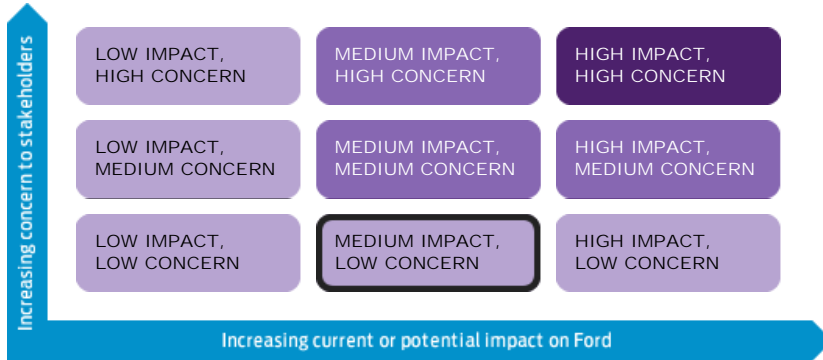 Increasing concern to stakeholders
LOW IMPACT,
HIGH CONCERN
MEDIUM IMPACT,
HIGH CONCERN
HIGH IMPACT,
HIGH CONCERN
LOW IMPACT,
MEDIUM CONCERN
MEDIUM IMPACT,
MEDIUM CONCERN
HIGH IMPACT,
MEDIUM CONCERN
LOW IMPACT,
LOW CONCERN
MEDIUM IMPACT,
LOW CONCERN
HIGH IMPACT,
LOW CONCERN
Increasing current or potential impact on Ford